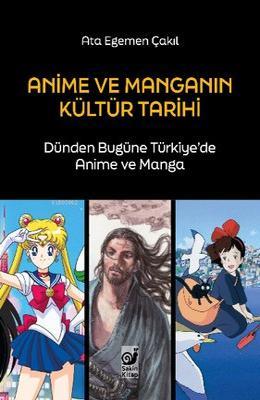 Ata Egemen Çakıl
ANİME VE MANGANIN
KÜLTÜR TARİHİ
Dünden Bugüne Türkiye'de
Anime ve Manga
Sakin
Kitap